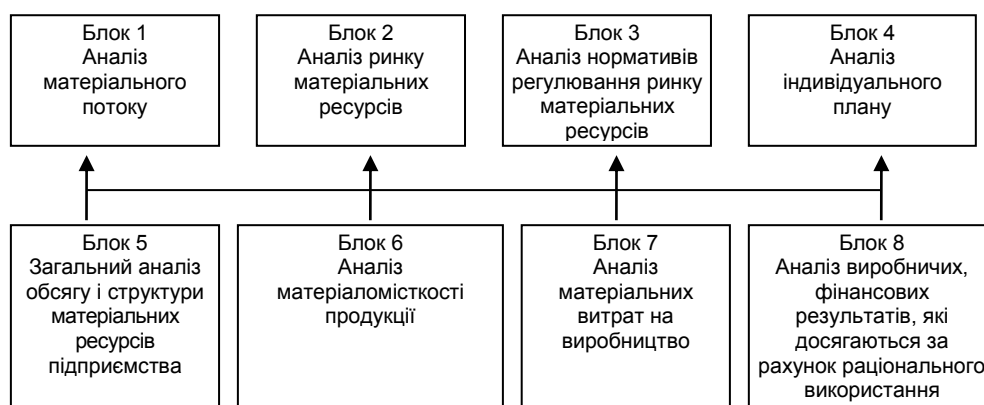 Блок 1
Аналіз
матеріального
потоку
Блок 2
Аналіз ринку
матеріальних
ресурсів
Блок 3
Аналіз нормативів
регулювання ринку
матеріальних
ресурсів
Блок 4
Аналіз
індивідуального
плану
Блок 5
Загальний аналіз
обсягу і структури
матеріальних
ресурсів
підприємства
Блок 6
Аналіз
матеріаломісткості
продукції
Блок 7
Аналіз
матеріальних
витрат на
виробництво
Блок 8
Аналіз виробничих,
фінансових
результатів, які
досягаються за
рахунок раціонального
використання